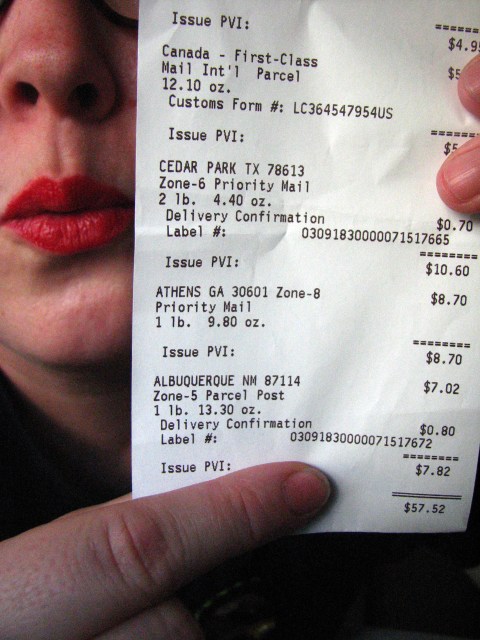 Issue PVI:
========
$4.9
Canada - First-Class
Mail Int'l Parcel
12.10 oz.
Customs Form #: LC364547954US
Issue PVI:
CEDAR PARK TX 78613
Zone-6 Priority Mail
2 lb. 4.40 oz.
Delivery Confirmation $0.70
Label #: 03091830000071517665
========
Issue PVI: $10.60
ATHENS GA 30601 Zone-8 $8.70
Priority Mail
1 lb. 9.80 oz.
========
Issue PVI: $8.70
ALBUQUERQUE NM 87114 $7.02
Zone-5 Parcel Post
1 lb. 13.30 oz.
Delivery Confirmation $0.80
Label #: 03091830000071517672
========
Issue PVI: $7.82
$57.52